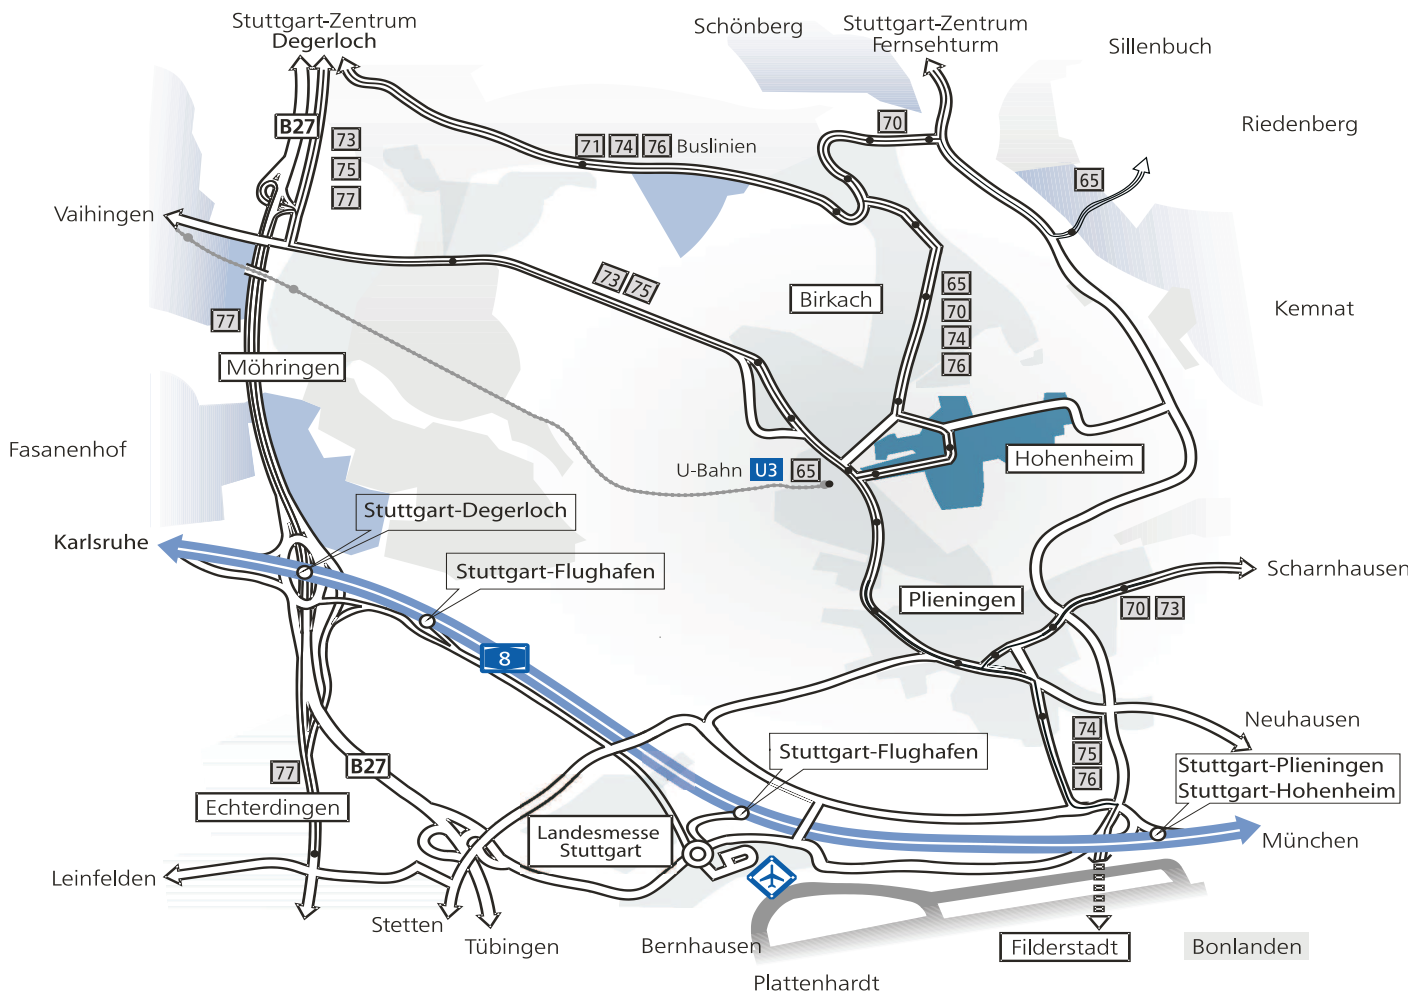 Stuttgart-Zentrum
Degerloch
Schönberg
Stuttgart-Zentrum
Fernsehturm
Sillenbuch
Riedenberg
B27
73
75
77
71 74 76 Buslinien
70
65
Vaihingen
73 75
Birkach
65
70
74
76
Kemnat
77
Möhringen
Fasanenhof
U-Bahn U3 65
Hohenheim
Stuttgart-Degerloch
Karlsruhe
Stuttgart-Flughafen
Scharnhausen
Plieningen
70 73
8
Neuhausen
74
75
76
Stuttgart-Flughafen
Stuttgart-Plieningen
Stuttgart-Hohenheim
77
B27
Echterdingen
Landesmesse
Stuttgart
München
Leinfelden
Stetten
Tübingen
Bernhausen
Filderstadt
Bonlanden
Plattenhardt